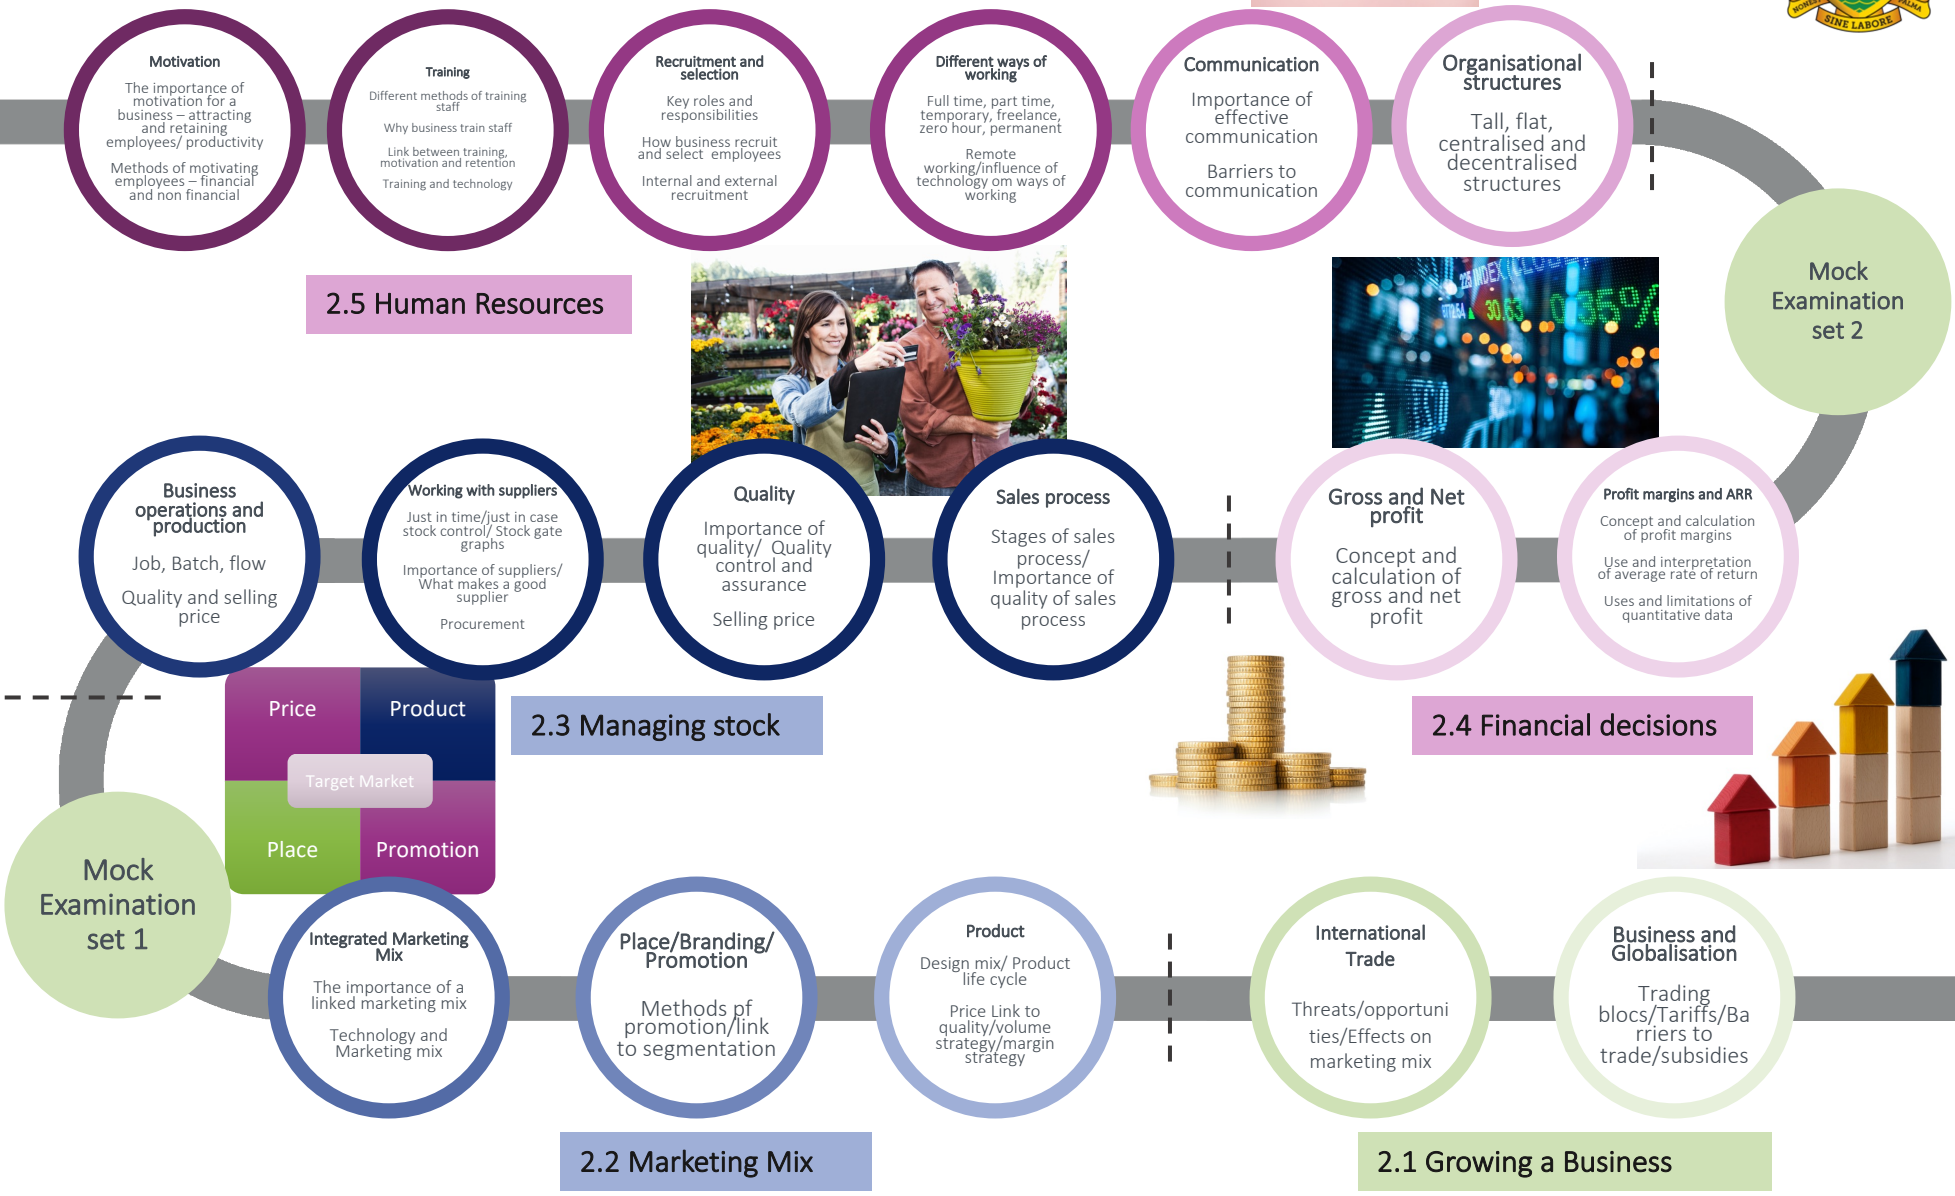 NON
PALMA
SINE LABORE
Motivation
The importance of
motivation for a
business – attracting
and retaining
employees/ productivity
Methods of motivating
employees – financial
and non financial
Training
Different methods of training
staff
Why business train staff
Link between training,
motivation and retention
Training and technology
Recruitment and
selection
Key roles and
responsibilities
How business recruit
and select employees
Internal and external
recruitment
Different ways of
working
Full time, part time,
temporary, freelance,
zero hour, permanent
Remote
working/influence of
technology om ways of
working
Communication
Importance of
effective
communication
Barriers to
communication
Organisational
structures
Tall, flat,
centralised and
decentralised
structures
Mock
Examination
set 2
2.5 Human Resources
225 INDEX
30.63
0.35%
Business
operations and
production
Job, Batch, flow
Quality and selling
price
Working with suppliers
Just in time/just in case
stock control/ Stock gate
graphs
Importance of suppliers/
What makes a good
supplier
Procurement
Quality
Importance of
quality/ Quality
control and
assurance
Selling price
Sales process
Stages of sales
process/
Importance of
quality of sales
process
Gross and Net
profit
Concept and
calculation of
gross and net
profit
Profit margins and ARR
Concept and calculation
of profit margins
Use and interpretation
of average rate of return
Uses and limitations of
quantitative data
Price
Product
Target Market
Place
Promotion
2.3 Managing stock
2.4 Financial decisions
Mock
Examination
set 1
Integrated Marketing
Mix
The importance of a
linked marketing mix
Technology and
Marketing mix
Place/Branding/
Promotion
Methods pf
promotion/link
to segmentation
Product
Design mix/ Product
life cycle
Price Link to
quality/volume
strategy/margin
strategy
International
Trade
Threats/opportuni
ties/Effects on
marketing mix
Business and
Globalisation
Trading
blocs/Tariffs/Ba
rriers to
trade/subsidies
2.2 Marketing Mix
2.1 Growing a Business